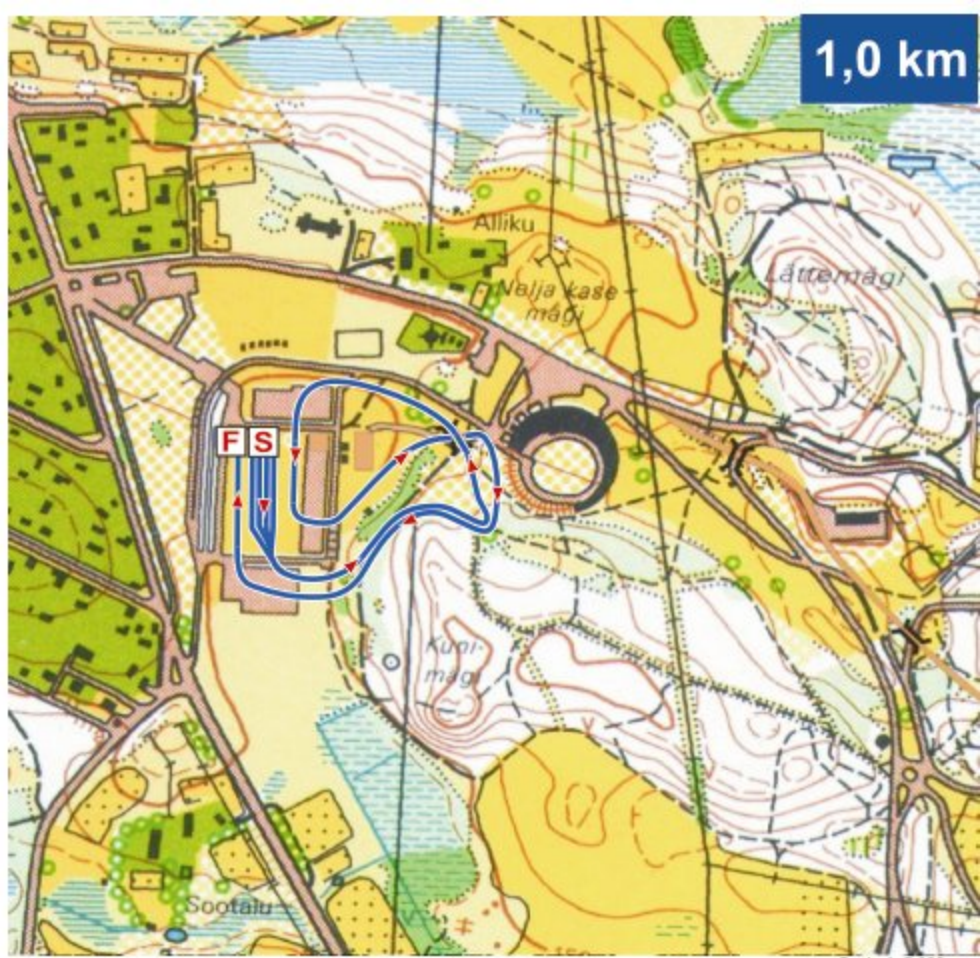 1,0 km
Alliku
Nelja kase
mägi
Lättemägi
F S
Kuni-
mägi
Sootalu